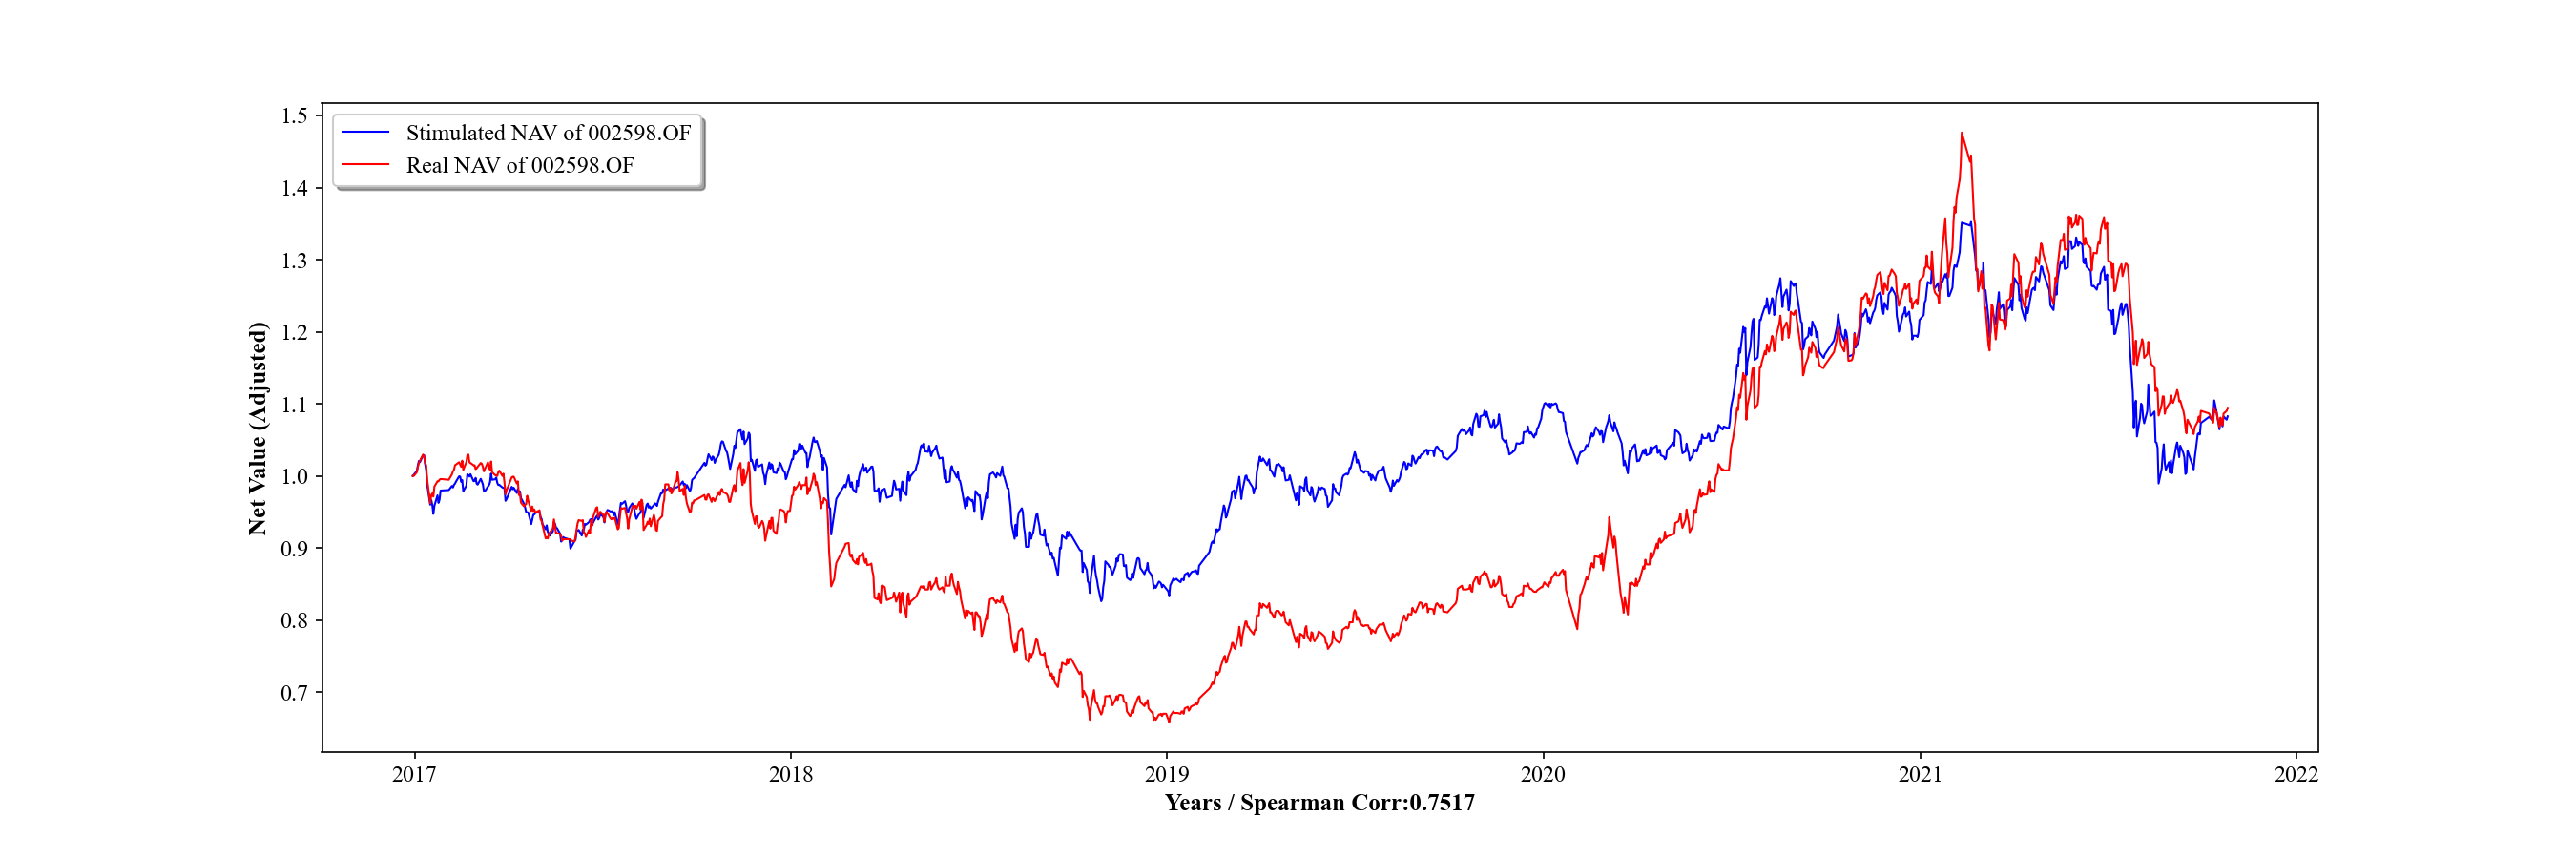 1.5
1.4
1.3
1.2
1.1
1.0
0.9
0.8
0.7
Net Value (Adjusted)
Stimulated NAV of 002598.OF
Real NAV of 002598.OF
2017 2018 2019 2020 2021 2022
Years / Spearman Corr:0.7517